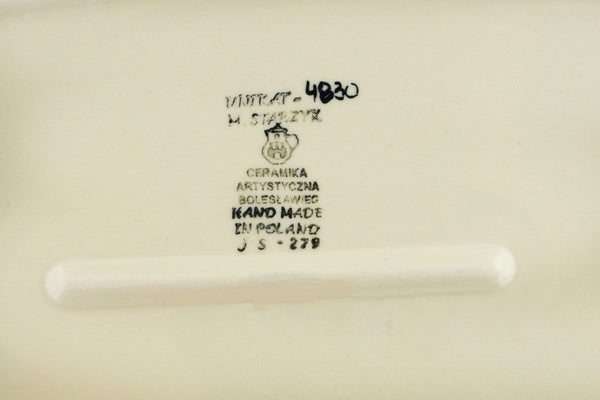 UNIKAT - 4830
M. STARZYK
CERAMIKA
ARTYSTYCZNA
BOLESŁAWIEC
HAND MADE
IN POLAND
J S - 279